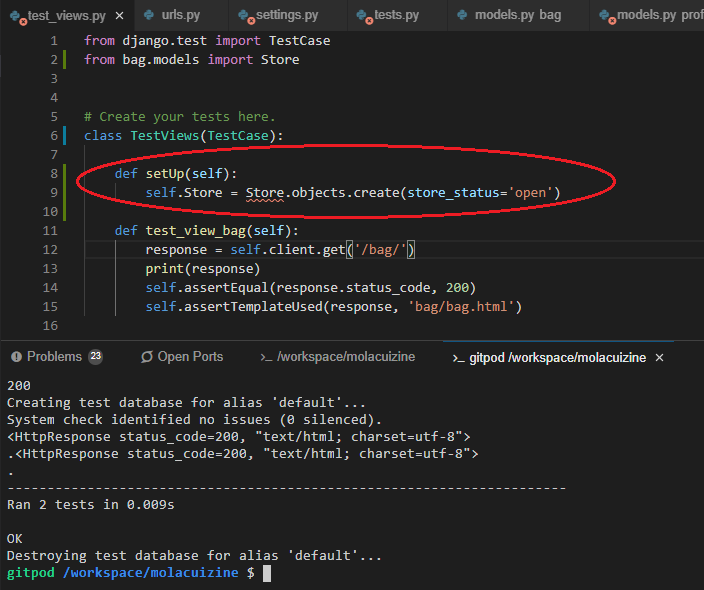 test_views.py × urls.py settings.py tests.py models.py bag models.py prof
1 from django.test import TestCase
2 from bag.models import Store
3
4
5 # Create your tests here.
6 class TestViews(TestCase):
7
8 def setUp(self):
9 self.Store = Store.objects.create(store_status='open')
10
11 def test_view_bag(self):
12 response = self.client.get('/bag/')
13 print(response)
14 self.assertEqual(response.status_code, 200)
15 self.assertTemplateUsed(response, 'bag/bag.html')
16
Problems 23 Open Ports >_ /workspace/molacuizine >_ gitpod /workspace/molacuizine ×
200
Creating test database for alias 'default'...
System check identified no issues (0 silenced).
<HttpResponse status_code=200, "text/html; charset=utf-8">
.<HttpResponse status_code=200, "text/html; charset=utf-8">
.
----------------------------------------------------------------------
Ran 2 tests in 0.009s
OK
Destroying test database for alias 'default'...
gitpod /workspace/molacuizine $